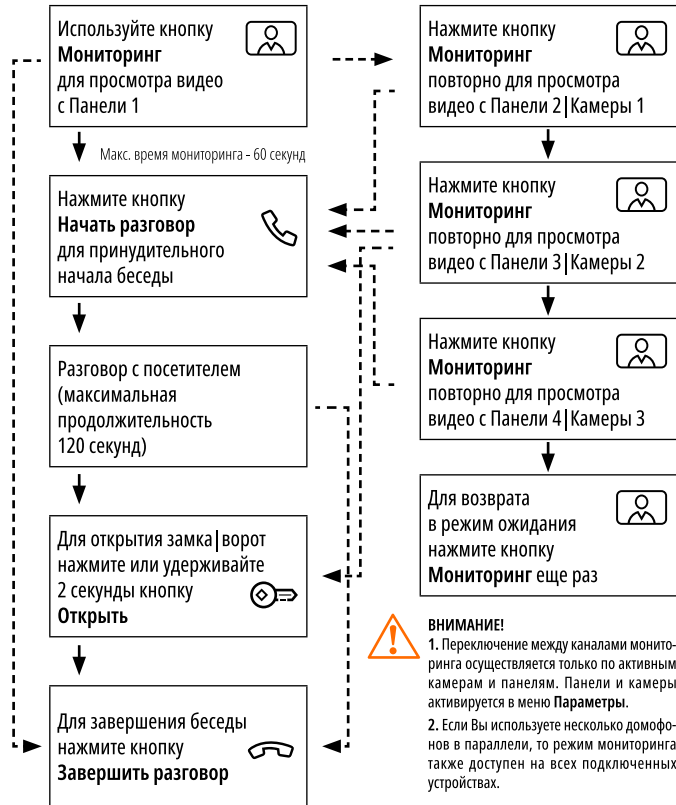 Используйте кнопку
Мониторинг
для просмотра видео
с Панели 1
Макс. время мониторинга - 60 секунд
Нажмите кнопку
Начать разговор
для принудительного
начала беседы
Разговор с посетителем
(максимальная
продолжительность
120 секунд)
Для открытия замка|ворот
нажмите или удерживайте
2 секунды кнопку
Открыть
Для завершения беседы
нажмите кнопку
Завершить разговор
Нажмите кнопку
Мониторинг
повторно для просмотра
видео с Панели 2|Камеры 1
Нажмите кнопку
Мониторинг
повторно для просмотра
видео с Панели 3|Камеры 2
Нажмите кнопку
Мониторинг
повторно для просмотра
видео с Панели 4|Камеры 3
Для возврата
в режим ожидания
нажмите кнопку
Мониторинг еще раз
ВНИМАНИЕ!
1. Переключение между каналами монито-
ринга осуществляется только по активным
камерам и панелям. Панели и камеры
активируется в меню Параметры.
2. Если Вы используете несколько домофо-
нов в параллели, то режим мониторинга
также доступен на всех подключенных
устройствах.